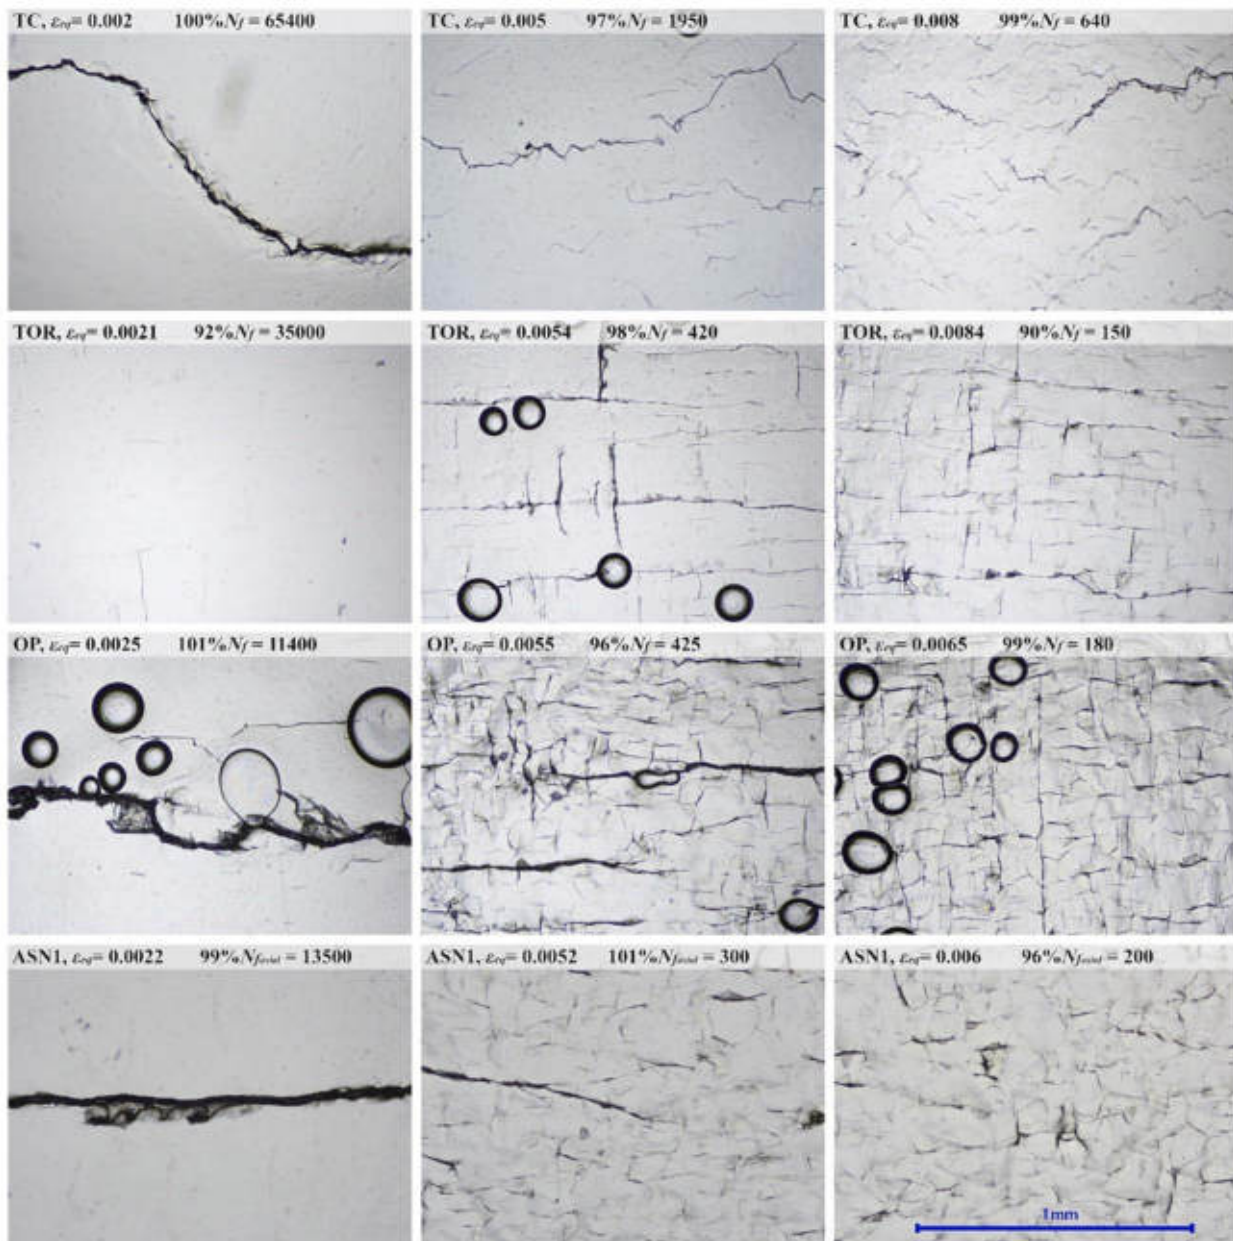 TC, εeq= 0.002 100%Nf = 65400
TC, εeq= 0.005 97%Nf = 1950
TC, εeq= 0.008 99%Nf = 640
TOR, εeq= 0.0021 92%Nf = 35000
TOR, εeq= 0.0054 98%Nf = 420
TOR, εeq= 0.0084 90%Nf = 150
OP, εeq= 0.0025 101%Nf = 11400
OP, εeq= 0.0055 96%Nf = 425
OP, εeq= 0.0065 99%Nf = 180
ASN1, εeq= 0.0022 99%Nfaxial = 13500
ASN1, εeq= 0.0052 101%Nfaxial = 300
ASN1, εeq= 0.006 96%Nfaxial = 200
1mm